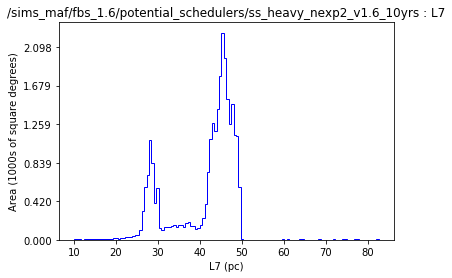 /sims_maf/fbs_1.6/potential_schedulers/ss_heavy_nexp2_v1.6_10yrs : L7
2.098
1.679
1.259
0.839
0.420
0.000
Area (1000s of square degrees)
10 20 30 40 50 60 70 80
L7 (pc)